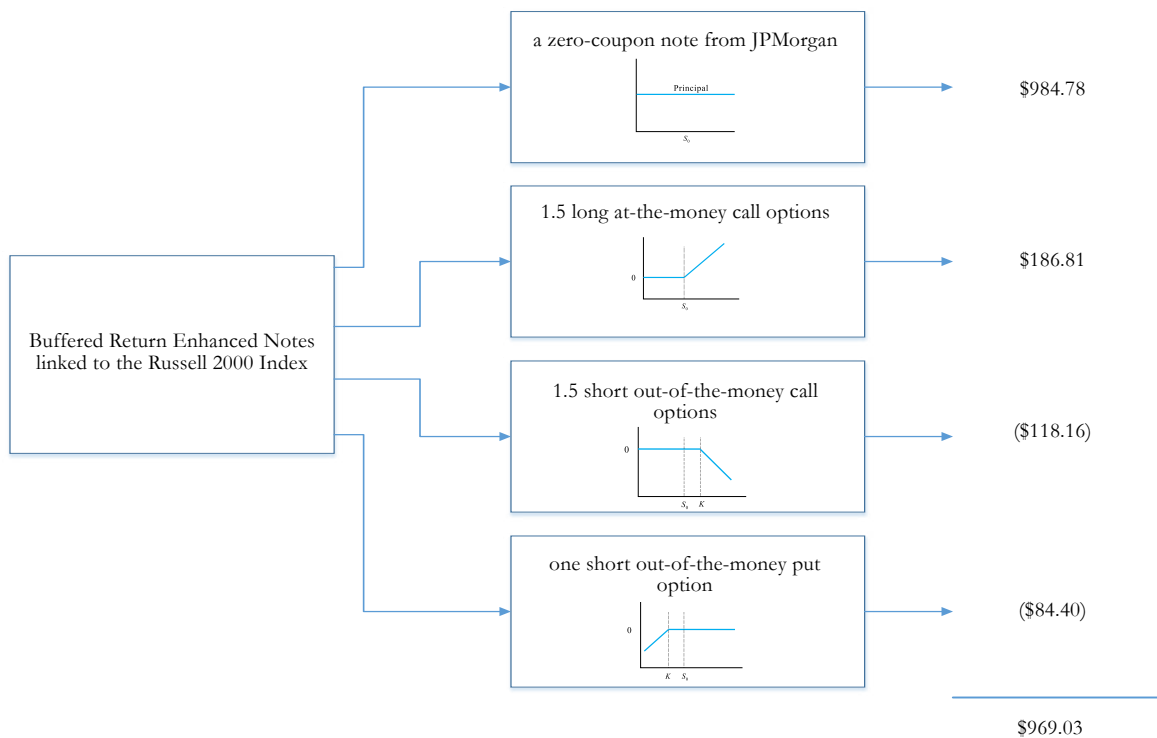 a zero-coupon note from JPMorgan
Principal
S₀
$984.78
1.5 long at-the-money call options
0
S₀
$186.81
Buffered Return Enhanced Notes
linked to the Russell 2000 Index
1.5 short out-of-the-money call
options
0
S₀ K
($118.16)
one short out-of-the-money put
option
0
K S₀
($84.40)
$969.03